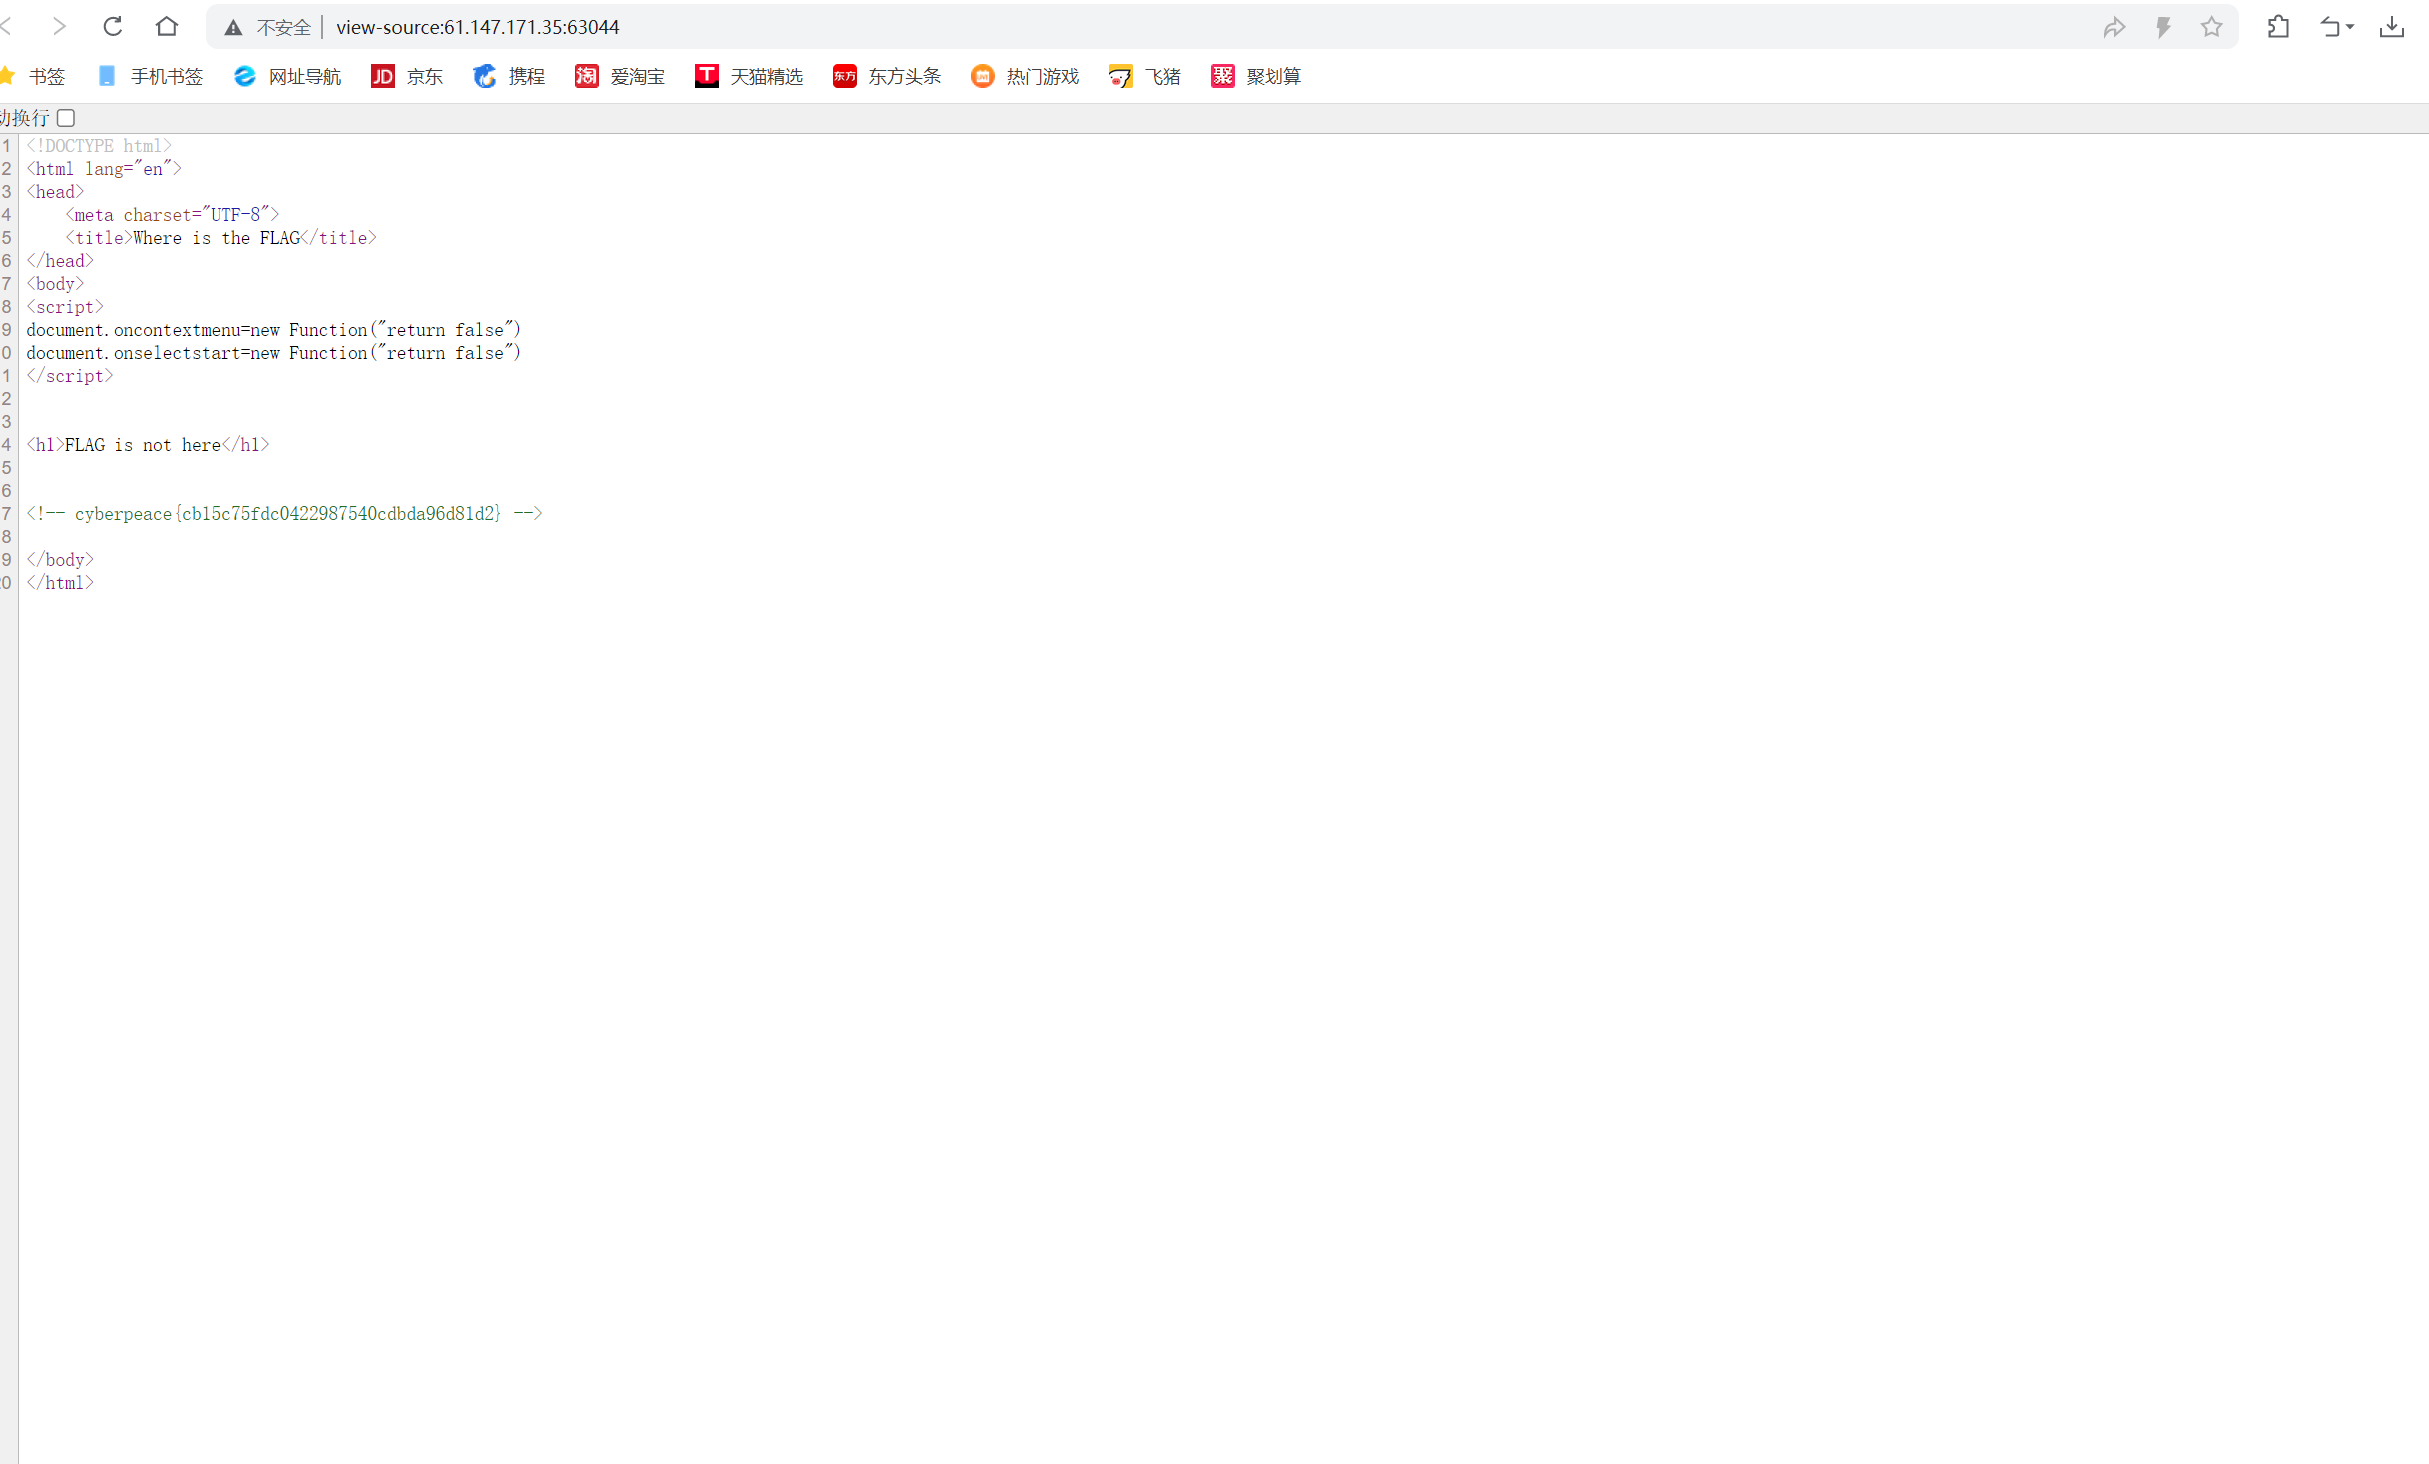 不安全 view-source:61.147.171.35:63044
书签 手机书签 网址导航 JD 京东 携程 淘 爱淘宝 T 天猫精选 东方 东方头条 热门游戏 飞猪 聚 聚划算
动换行
1 <!DOCTYPE html>
2 <html lang="en">
3 <head>
4     <meta charset="UTF-8">
5     <title>Where is the FLAG</title>
6 </head>
7 <body>
8 <script>
9 document.oncontextmenu=new Function("return false")
0 document.onselectstart=new Function("return false")
1 </script>
2
3
4 <h1>FLAG is not here</h1>
5
6
7 <!-- cyberpeace{cb15c75fdc0422987540cdbda96d81d2} -->
8
9 </body>
0 </html>